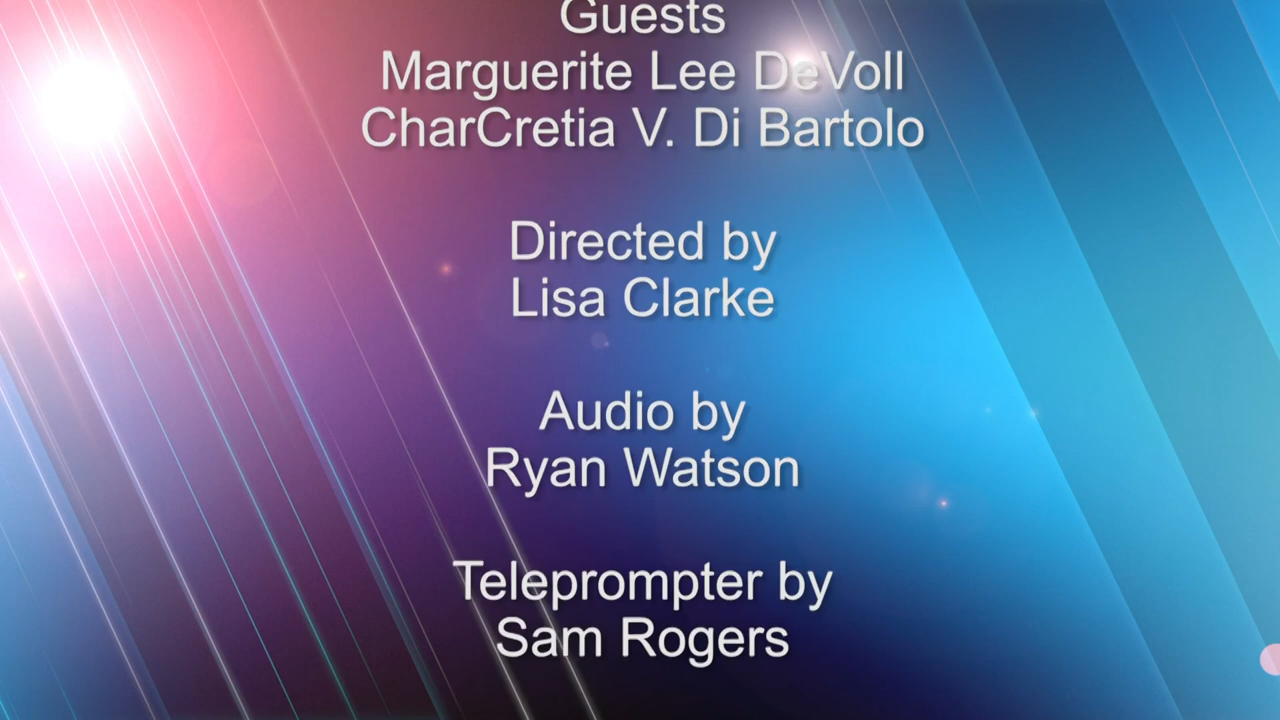 Guests
Marguerite Lee DeVoll
CharCretia V. Di Bartolo
Directed by
Lisa Clarke
Audio by
Ryan Watson
Teleprompter by
Sam Rogers